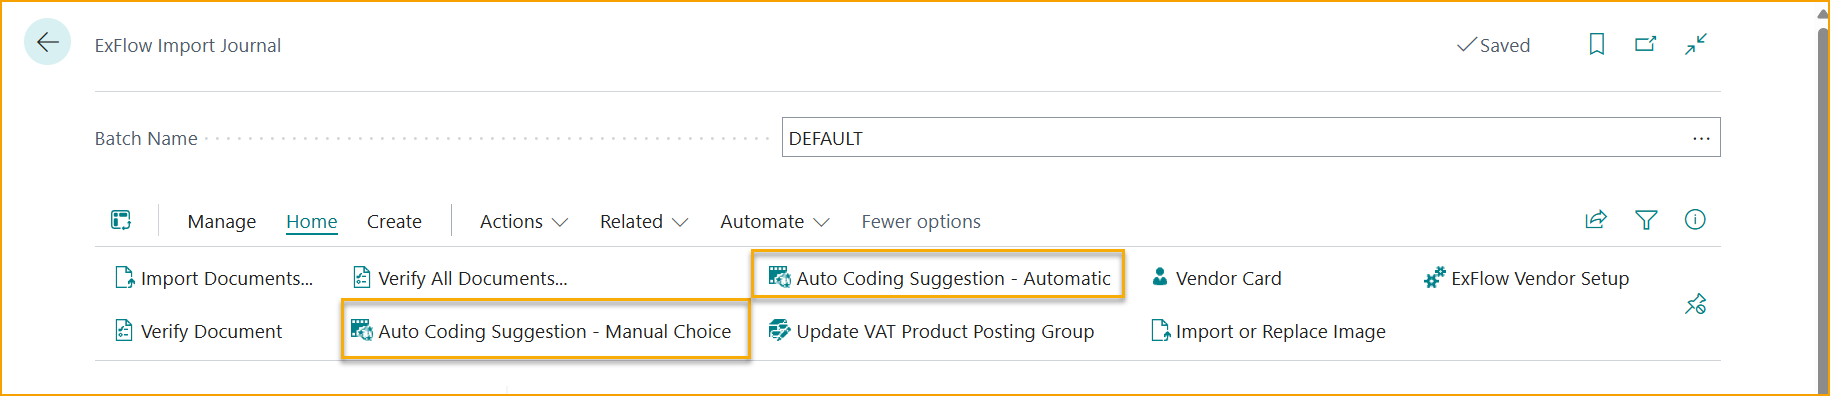 ExFlow Import Journal
Saved
Batch Name
DEFAULT
Manage Home Create Actions Related Automate Fewer options
Import Documents... Verify All Documents... Auto Coding Suggestion - Automatic Vendor Card ExFlow Vendor Setup
Verify Document Auto Coding Suggestion - Manual Choice Update VAT Product Posting Group Import or Replace Image